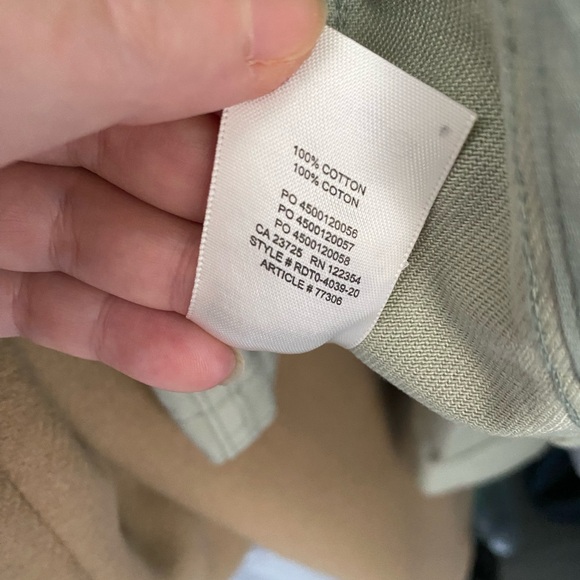 100% COTTON
100% COTON
PO 4500120056
PO 4500120057
PO 4500120058
CA 23725 RN 122354
STYLE # RDT0-4039-20
ARTICLE # 77306